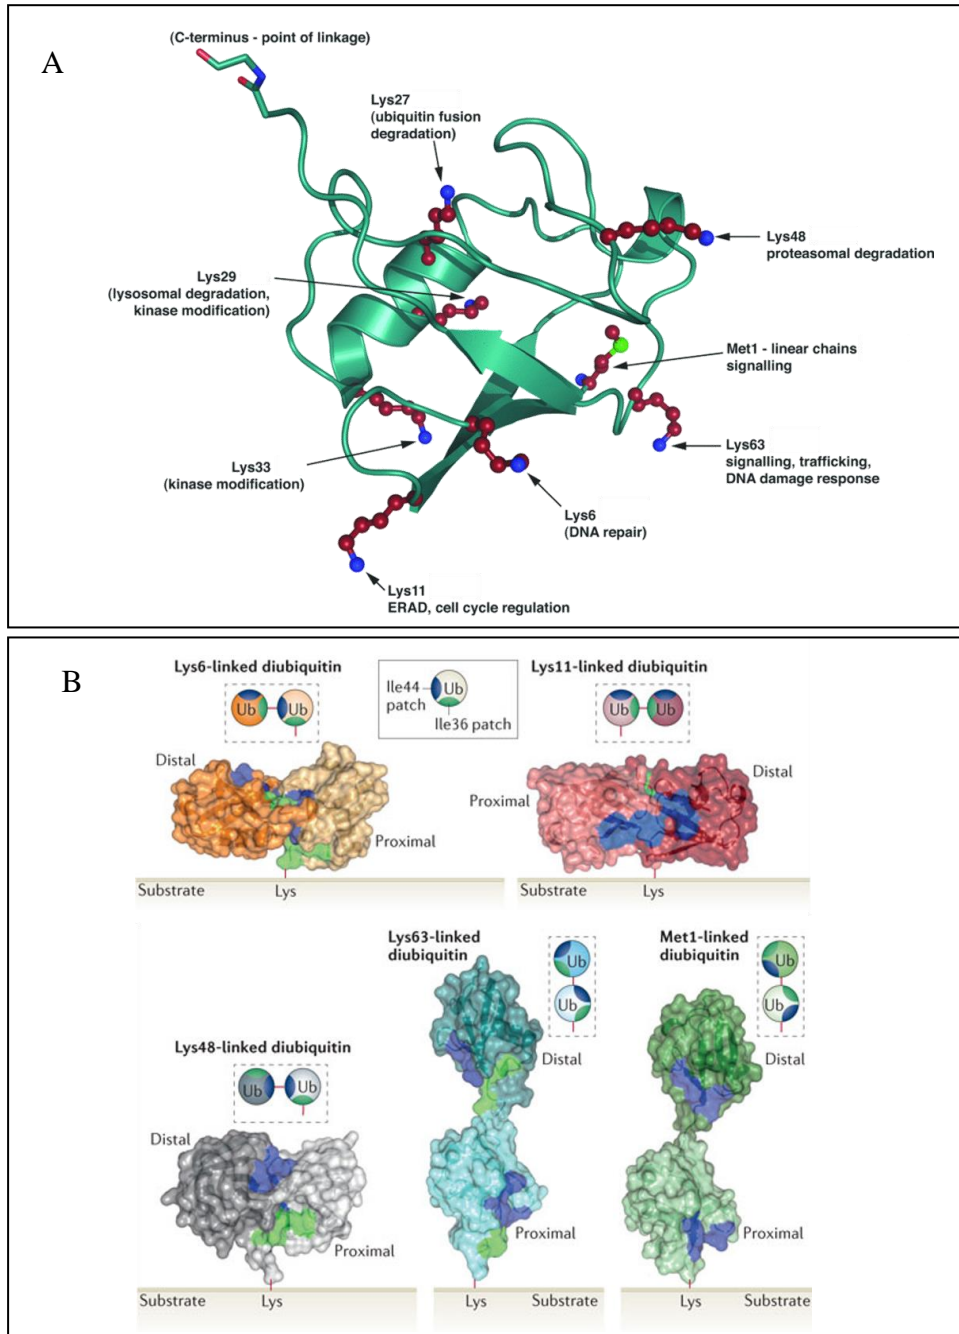 A
(C-terminus - point of linkage)
Lys27
(ubiquitin fusion
degradation)
Lys48
proteasomal degradation
Lys29
(lysosomal degradation,
kinase modification)
Met1 - linear chains
signalling
Lys63
signalling, trafficking,
DNA damage response
Lys33
(kinase modification)
Lys6
(DNA repair)
Lys11
ERAD, cell cycle regulation
B
Lys6-linked diubiquitin
Ub
Ub
Ile44
patch
Ub
Ile36 patch
Lys11-linked diubiquitin
Ub
Ub
Distal
Proximal
Substrate
Lys
Proximal
Distal
Substrate
Lys
Lys48-linked diubiquitin
Ub
Ub
Distal
Proximal
Substrate
Lys
Lys63-linked
diubiquitin
Ub
Ub
Distal
Proximal
Lys
Substrate
Met1-linked
diubiquitin
Ub
Ub
Distal
Proximal
Lys
Substrate